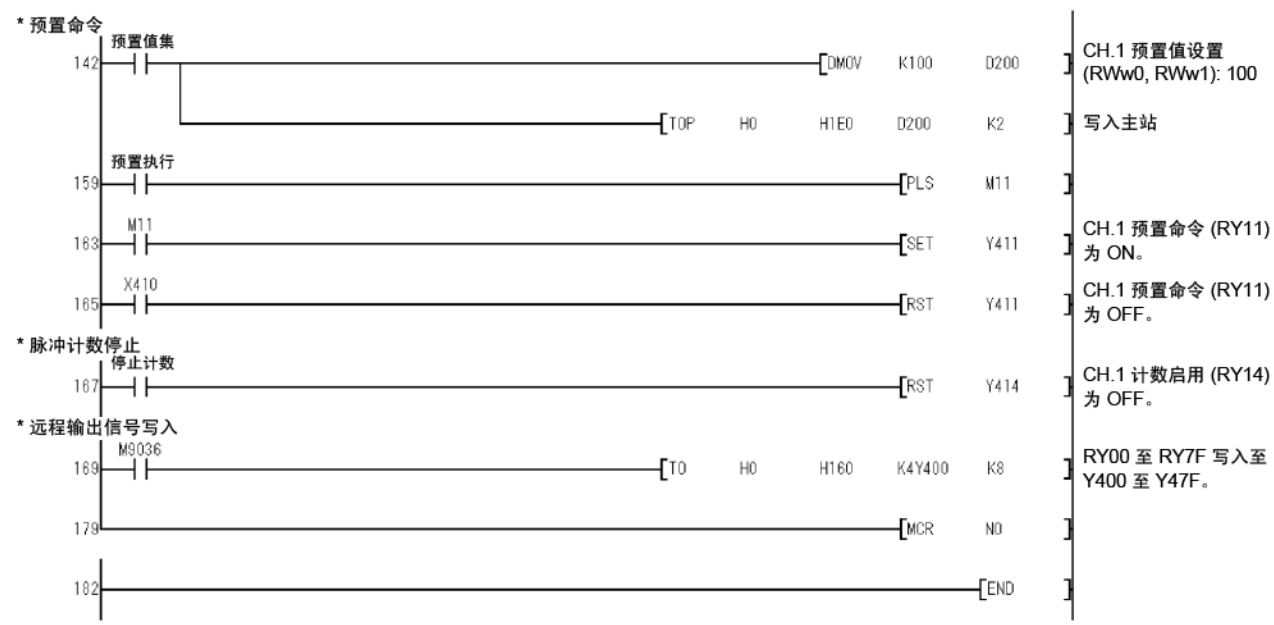 * 预置命令
预置值集
142 DMOV K100 D200 CH.1 预置值设置
(RWw0, RWw1): 100
TOP H0 H1E0 D200 K2 写入主站
预置执行
159 PLS M11
M11
163 SET Y411 CH.1 预置命令 (RY11)
为 ON。
X410
165 RST Y411 CH.1 预置命令 (RY11)
为 OFF。
* 脉冲计数停止
停止计数
167 RST Y414 CH.1 计数启用 (RY14)
为 OFF。
* 远程输出信号写入
M9036
169 TO H0 H160 K4Y400 K8 RY00 至 RY7F 写入至
Y400 至 Y47F。
179 MCR N0
182 END